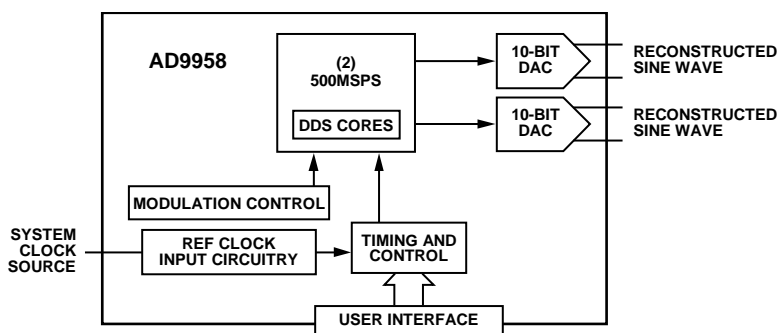 AD9958
(2)
500MSPS
DDS CORES
10-BIT
DAC
RECONSTRUCTED
SINE WAVE
10-BIT
DAC
RECONSTRUCTED
SINE WAVE
MODULATION CONTROL
SYSTEM
CLOCK
SOURCE
REF CLOCK
INPUT CIRCUITRY
TIMING AND
CONTROL
USER INTERFACE